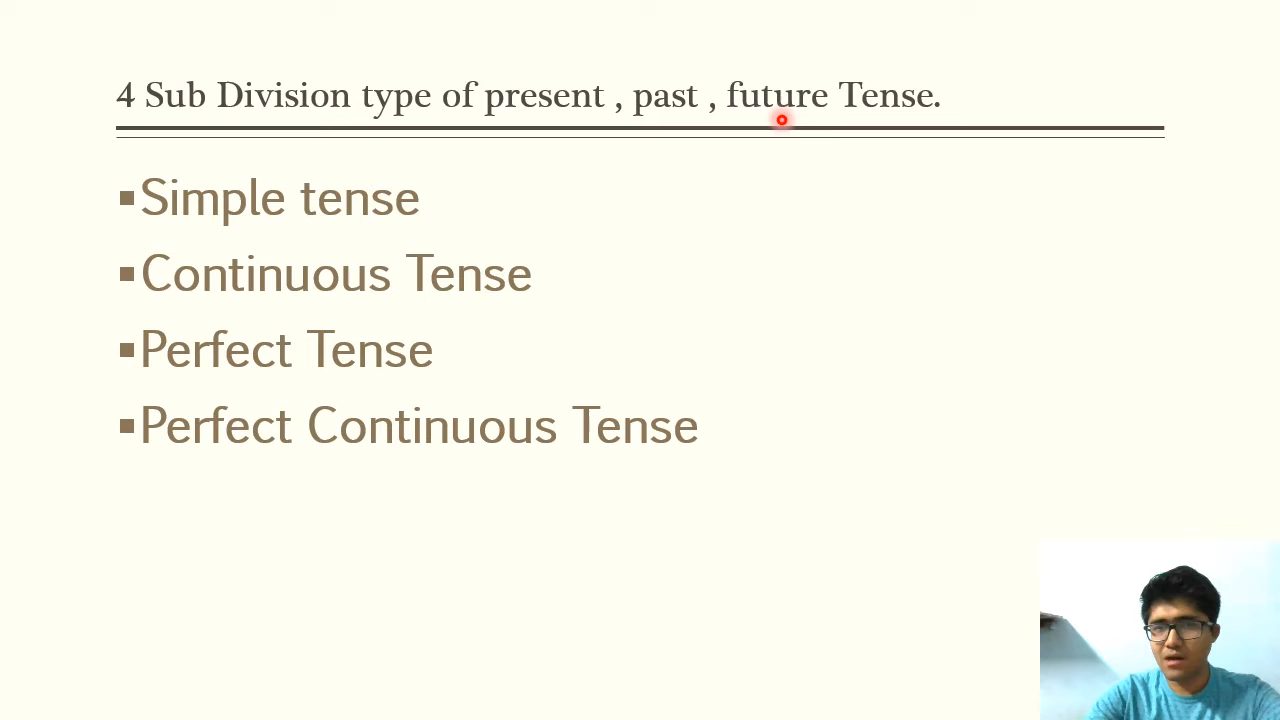 4 Sub Division type of present , past , future Tense.
▪Simple tense
▪Continuous Tense
▪Perfect Tense
▪Perfect Continuous Tense